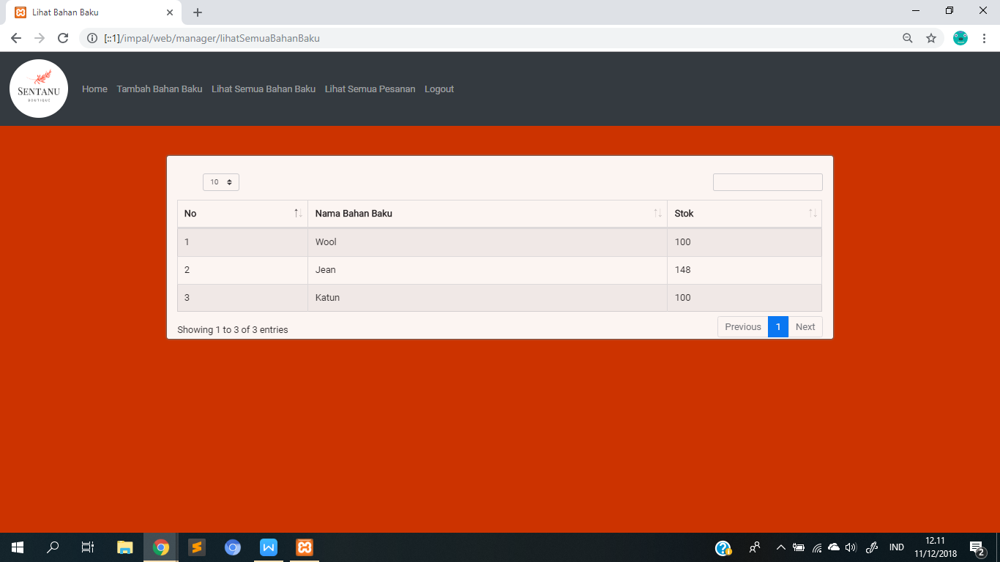 Lihat Bahan Baku
[::1]/impal/web/manager/lihatSemuaBahanBaku
SENTANU
BOUTIQUE
Home Tambah Bahan Baku Lihat Semua Bahan Baku Lihat Semua Pesanan Logout
10
No Nama Bahan Baku Stok
1 Wool 100
2 Jean 148
3 Katun 100
Showing 1 to 3 of 3 entries
Previous 1 Next
IND
12.11
11/12/2018
2